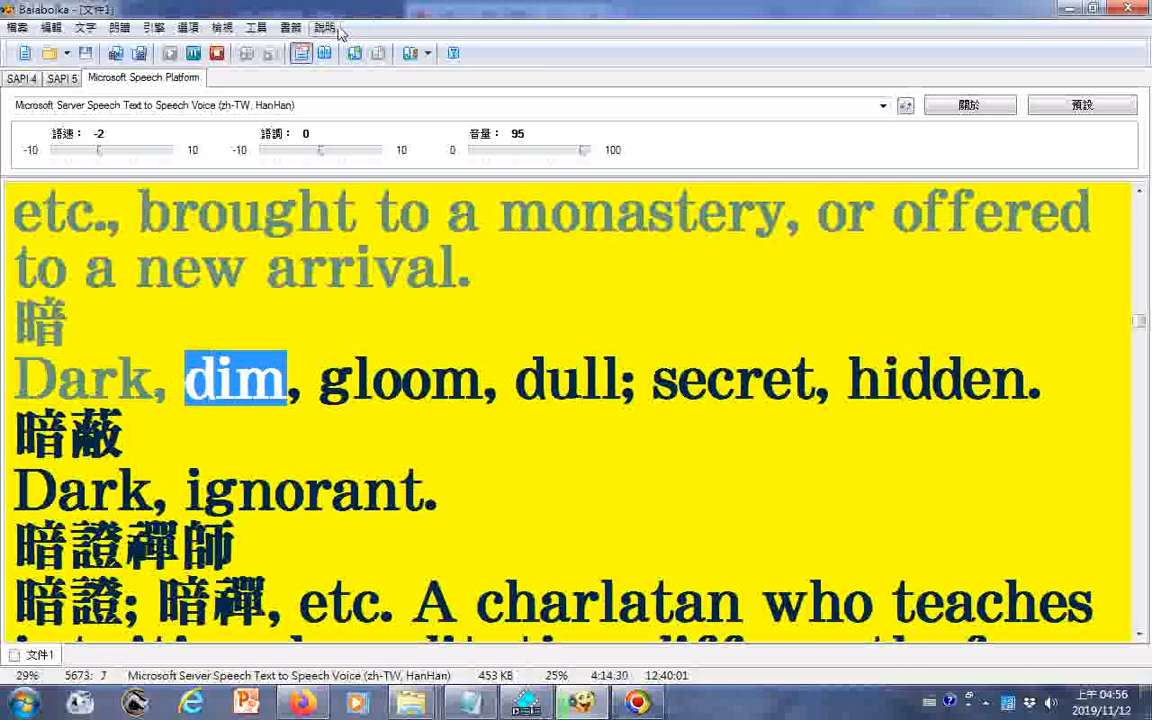 Balabolka - [文件1]
檔案 編輯 文字 朗讀 引擎 選項 檢視 工具 書籤 說明
SAPI 4 SAPI 5 Microsoft Speech Platform
Microsoft Server Speech Text to Speech Voice (zh-TW, HanHan) 關於 預設
語速： -2 語調： 0 音量： 95
-10 10 -10 10 0 100
etc., brought to a monastery, or offered
to a new arrival.
暗
Dark, dim, gloom, dull; secret, hidden.
暗蔽
Dark, ignorant.
暗證禪師
暗證; 暗禪, etc. A charlatan who teaches
文件1
29% 5673: 7 Microsoft Server Speech Text to Speech Voice (zh-TW, HanHan) 453 KB 25% 4:14:30 12:40:01
上午 04:56
2019/11/12